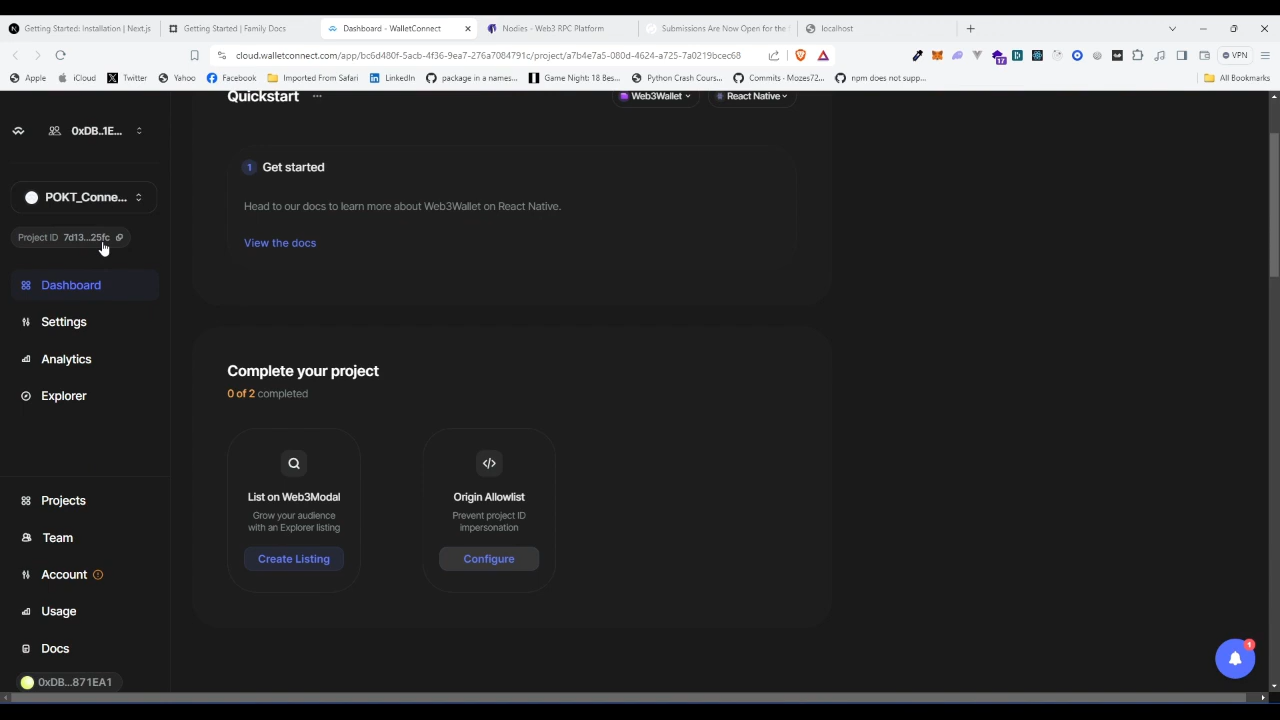 Getting Started: Installation | Next.js
Getting Started | Family Docs
Dashboard - WalletConnect
Nodies - Web3 RPC Platform
Submissions Are Now Open for the
localhost
cloud.walletconnect.com/app/bc6d480f-5acb-4f36-9ea7-276a7084791c/project/a7b4e7a5-080d-4624-a725-7a0219bcec68
17
VPN
Apple
iCloud
Twitter
Yahoo
Facebook
Imported From Safari
LinkedIn
package in a names...
Game Night: 18 Bes...
Python Crash Cours...
Commits · Mozes72...
npm does not supp...
All Bookmarks
Quickstart ...
Web3Wallet
React Native
0xDB..1E...
1 Get started
POKT_Conne...
Head to our docs to learn more about Web3Wallet on React Native.
Project ID 7d13...25fc
View the docs
Dashboard
Settings
Analytics
Explorer
Complete your project
0 of 2 completed
List on Web3Modal
Grow your audience
with an Explorer listing
Create Listing
</>
Origin Allowlist
Prevent project ID
impersonation
Configure
Projects
Team
Account
Usage
Docs
0xDB...871EA1
1